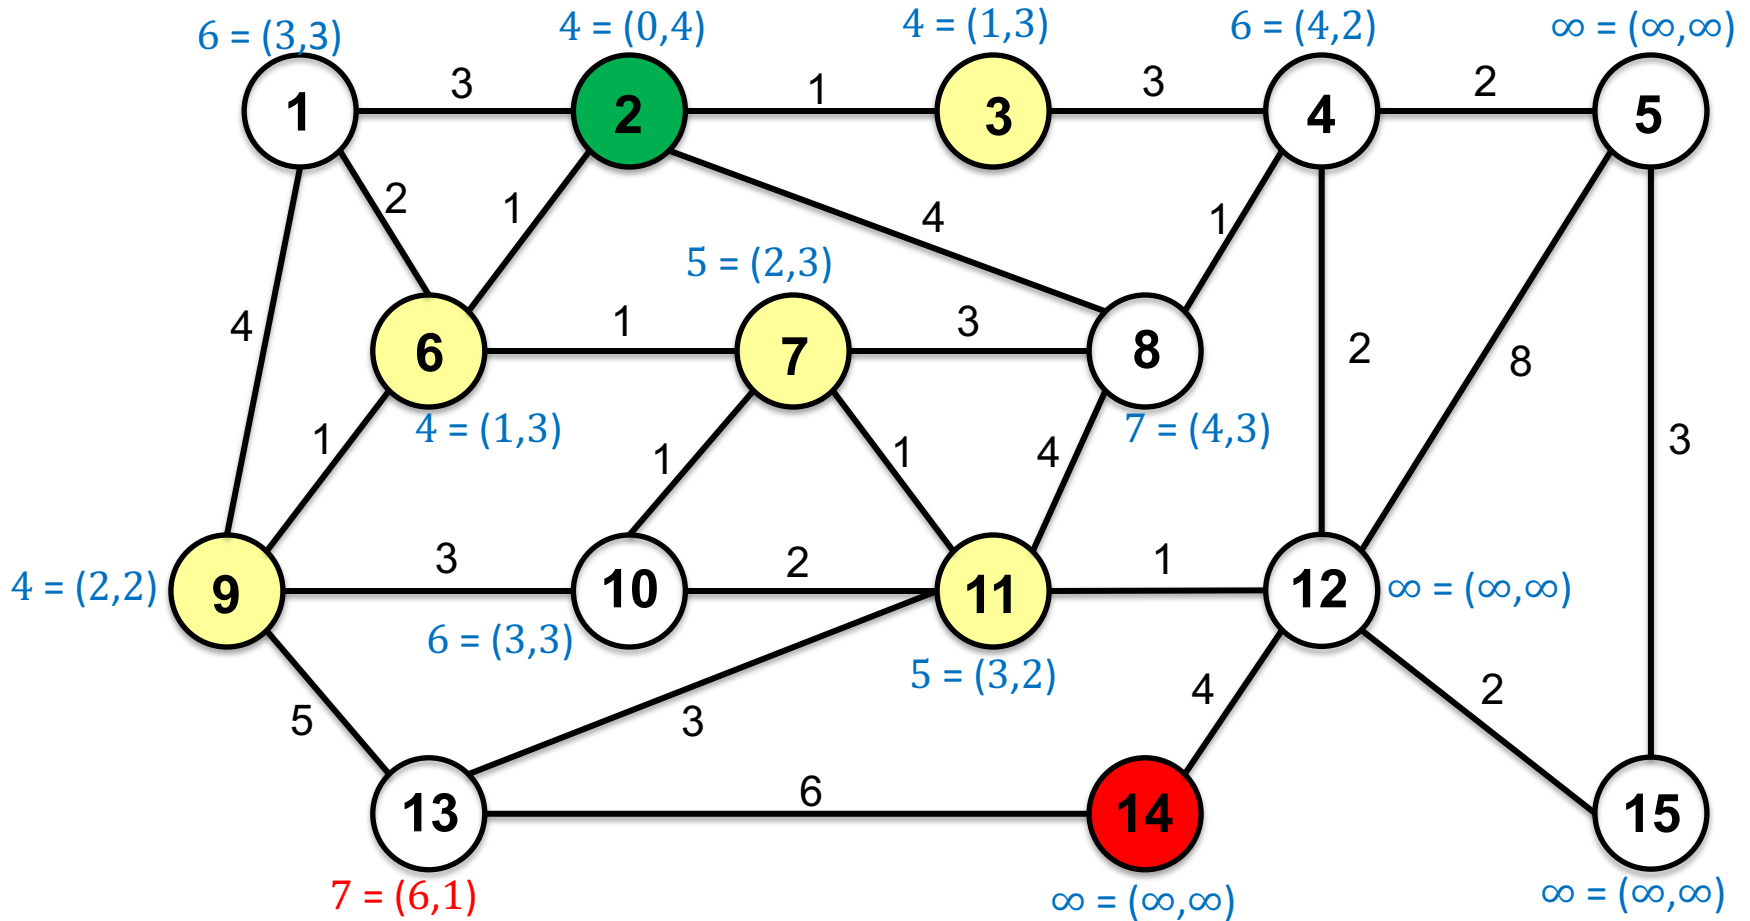 6 = (3,3)
4 = (0,4)
4 = (1,3)
6 = (4,2)
∞ = (∞,∞)
1
3
2
1
3
3
4
2
5
2
1
4
1
5 = (2,3)
4
6
1
7
3
8
2
8
3
4 = (1,3)
7 = (4,3)
1
1
1
4
4 = (2,2)
9
3
10
2
11
1
12
∞ = (∞,∞)
6 = (3,3)
5 = (3,2)
5
3
4
2
13
6
14
15
7 = (6,1)
∞ = (∞,∞)
∞ = (∞,∞)